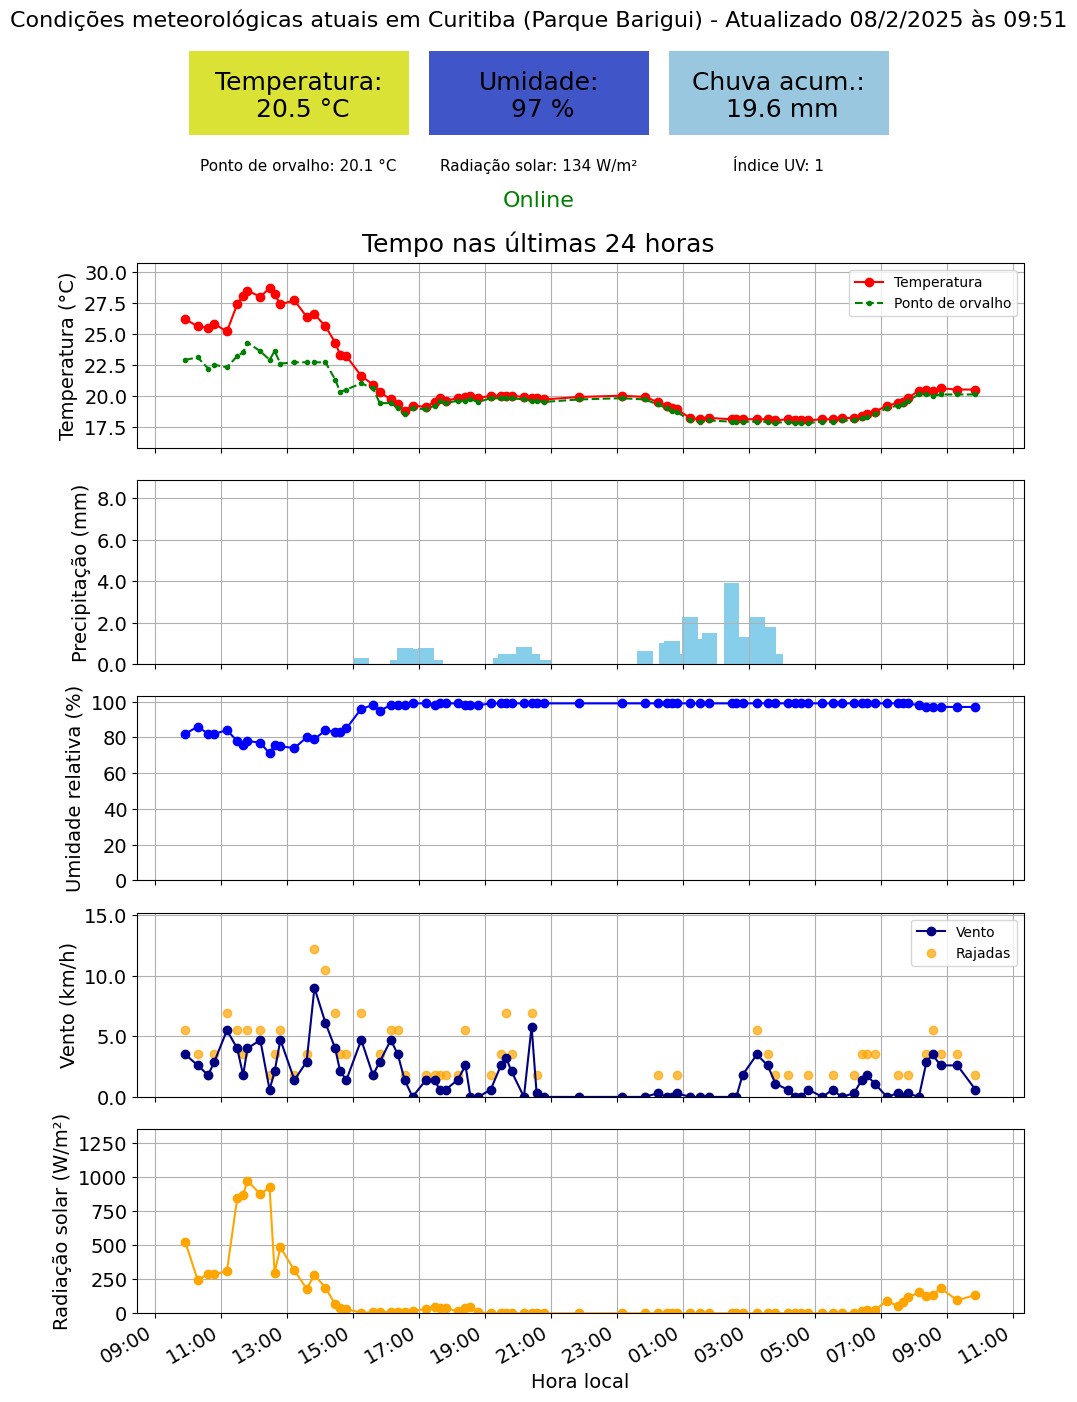 Condições meteorológicas atuais em Curitiba (Parque Barigui) - Atualizado 08/2/2025 às 09:51
Temperatura:
20.5 °C
Umidade:
97 %
Chuva acum.:
19.6 mm
Ponto de orvalho: 20.1 °C
Radiação solar: 134 W/m²
Índice UV: 1
Online
Tempo nas últimas 24 horas
Temperatura (°C)
30.0
27.5
25.0
22.5
20.0
17.5
Temperatura
Ponto de orvalho
Precipitação (mm)
8.0
6.0
4.0
2.0
0.0
Umidade relativa (%)
100
80
60
40
20
0
Vento (km/h)
15.0
10.0
5.0
0.0
Vento
Rajadas
Radiação solar (W/m²)
1250
1000
750
500
250
0
09:00
11:00
13:00
15:00
17:00
19:00
21:00
23:00
01:00
03:00
05:00
07:00
09:00
11:00
Hora local